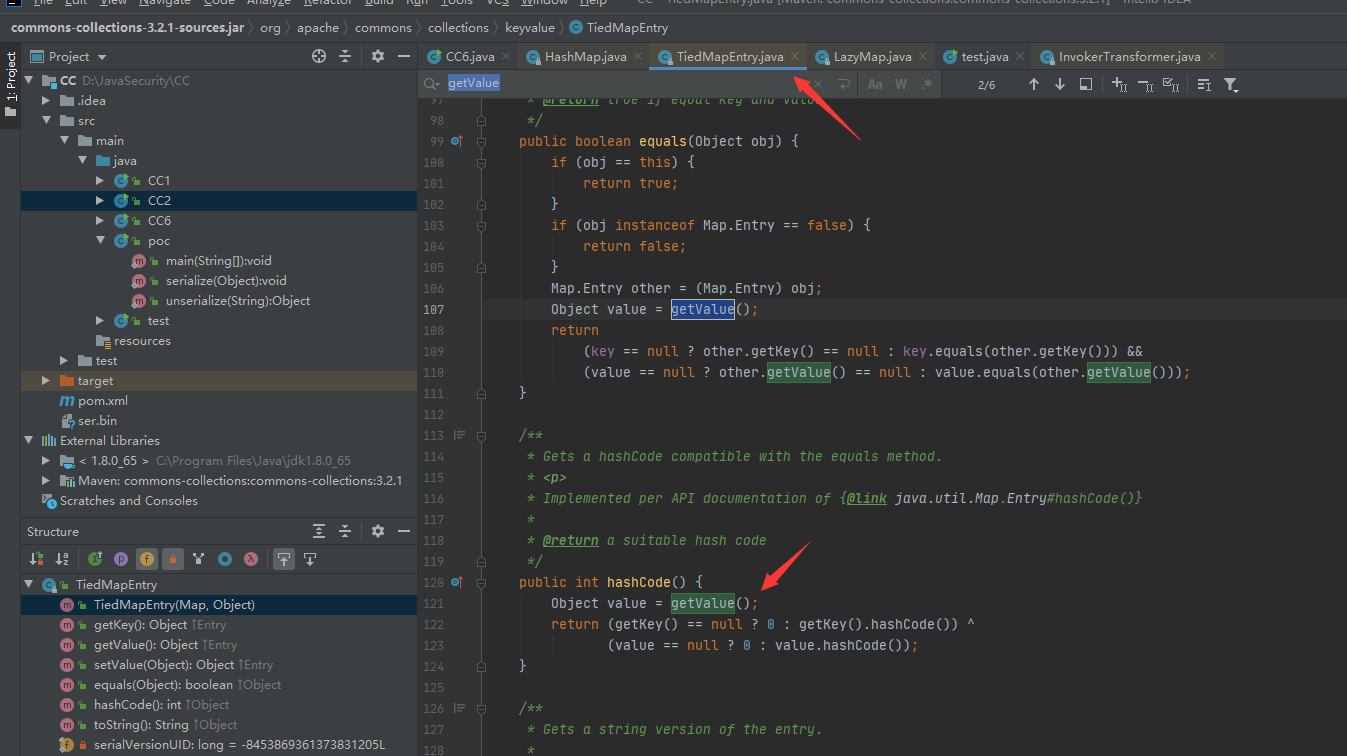 File Edit View Navigate Code Analyze Refactor Build Run Tools VCS Window Help CC - TiedMapEntry.java [Maven: commons-collections:commons-collections:3.2.1] - IntelliJ IDEA
commons-collections-3.2.1-sources.jar org apache commons collections keyvalue TiedMapEntry
1: Project
Project
CC6.java HashMap.java TiedMapEntry.java LazyMap.java test.java InvokerTransformer.java
getValue Aa W .* 2/6
CC D:\JavaSecurity\CC
.idea
src
main
java
CC1
CC2
CC6
poc
main(String[]):void
serialize(Object):void
unserialize(String):Object
test
resources
test
target
pom.xml
ser.bin
External Libraries
< 1.8.0_65 > C:\Program Files\Java\jdk1.8.0_65
Maven: commons-collections:commons-collections:3.2.1
Scratches and Consoles
Structure
TiedMapEntry
TiedMapEntry(Map, Object)
getKey(): Object ↑Entry
getValue(): Object ↑Entry
setValue(Object): Object ↑Entry
equals(Object): boolean ↑Object
hashCode(): int ↑Object
toString(): String ↑Object
serialVersionUID: long = -8453869361373831205L
97 * @return true if equal key and value
98 */
99 public boolean equals(Object obj) {
100 if (obj == this) {
101 return true;
102 }
103 if (obj instanceof Map.Entry == false) {
104 return false;
105 }
106 Map.Entry other = (Map.Entry) obj;
107 Object value = getValue();
108 return
109 (key == null ? other.getKey() == null : key.equals(other.getKey())) &&
110 (value == null ? other.getValue() == null : value.equals(other.getValue()));
111 }
112
113 /**
114 * Gets a hashCode compatible with the equals method.
115 * <p>
116 * Implemented per API documentation of {@link java.util.Map.Entry#hashCode()}
117 *
118 * @return a suitable hash code
119 */
120 public int hashCode() {
121 Object value = getValue();
122 return (getKey() == null ? 0 : getKey().hashCode()) ^
123 (value == null ? 0 : value.hashCode());
124 }
125
126 /**
127 * Gets a string version of the entry.
128 *